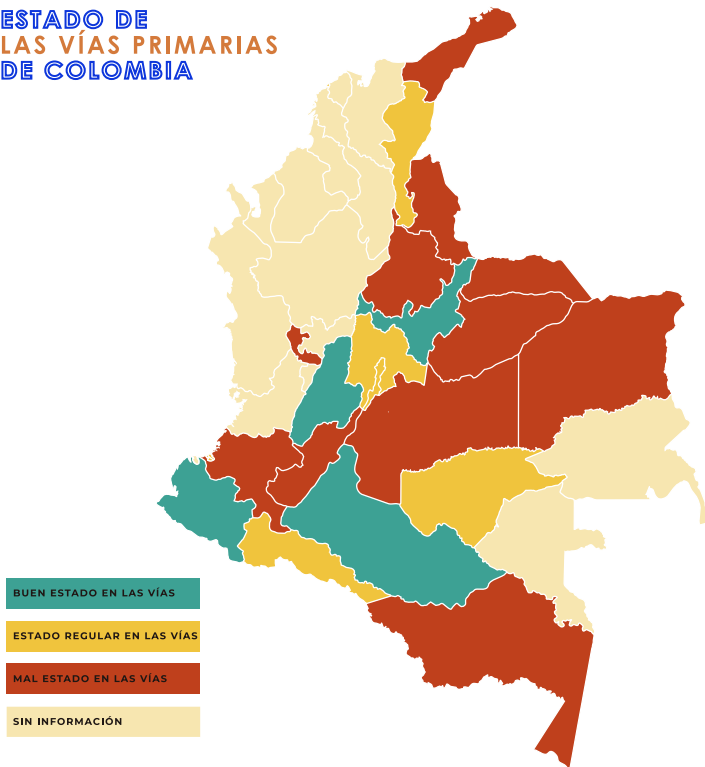 ESTADO DE
LAS VÍAS PRIMARIAS
DE COLOMBIA
BUEN ESTADO EN LAS VÍAS
ESTADO REGULAR EN LAS VÍAS
MAL ESTADO EN LAS VÍAS
SIN INFORMACIÓN